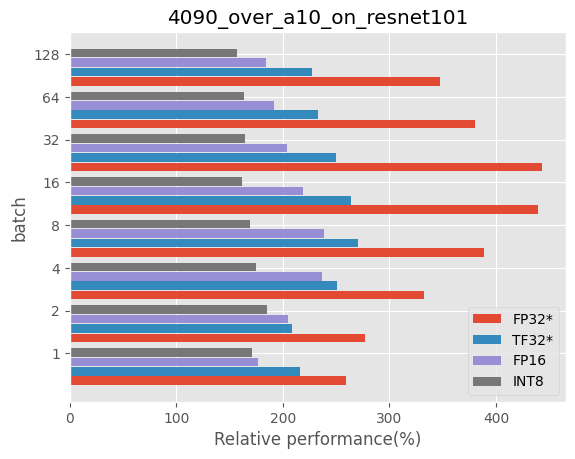 4090_over_a10_on_resnet101
128
64
32
16
8
4
2
1
batch
FP32*
TF32*
FP16
INT8
0 100 200 300 400
Relative performance(%)